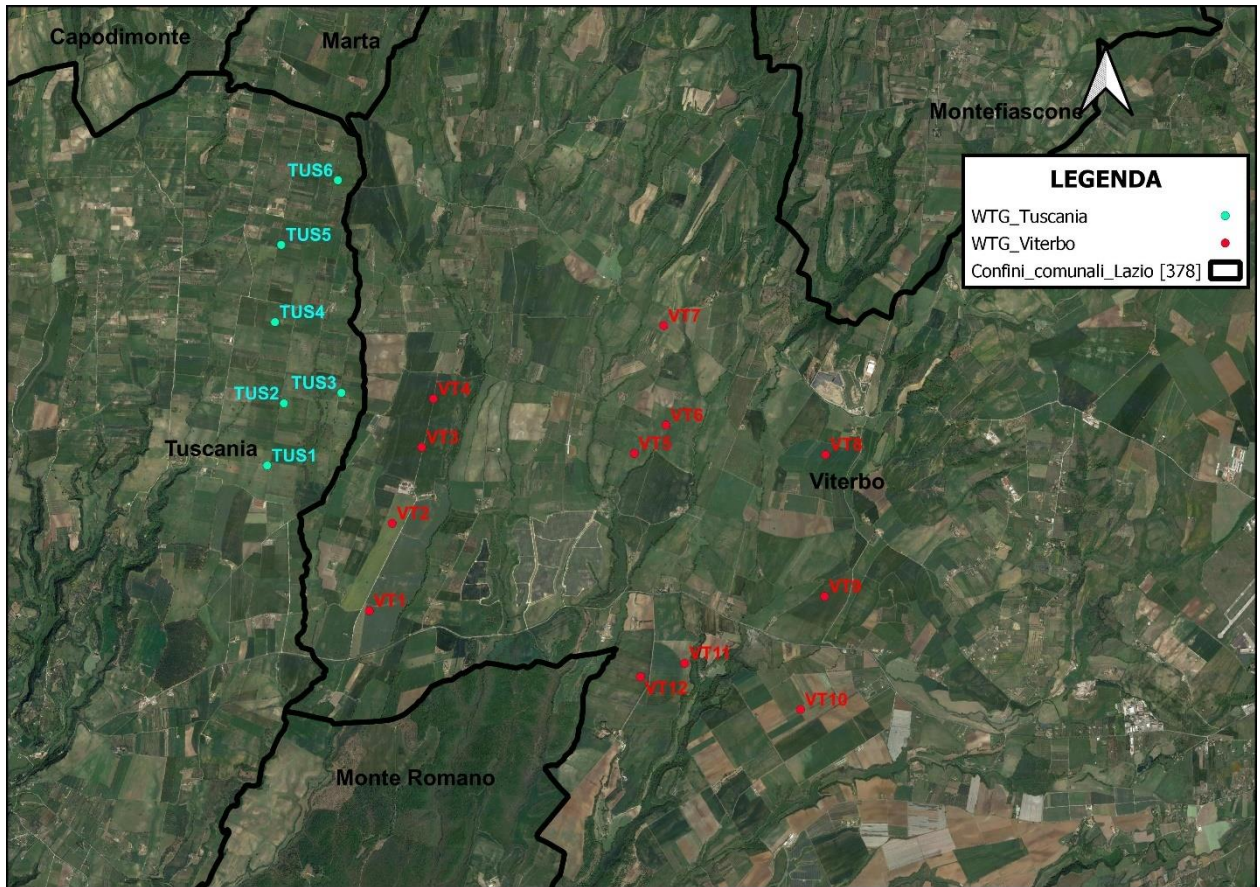 Capodimonte
Marta
Montefiascone
LEGENDA
WTG_Tuscania
WTG_Viterbo
Confini_comunali_Lazio [378]
TUS6
TUS5
TUS4
TUS3
TUS2
TUS1
Tuscania
VT7
VT4
VT6
VT3
VT5
VT8
Viterbo
VT2
VT9
VT1
VT11
VT12
VT10
Monte Romano